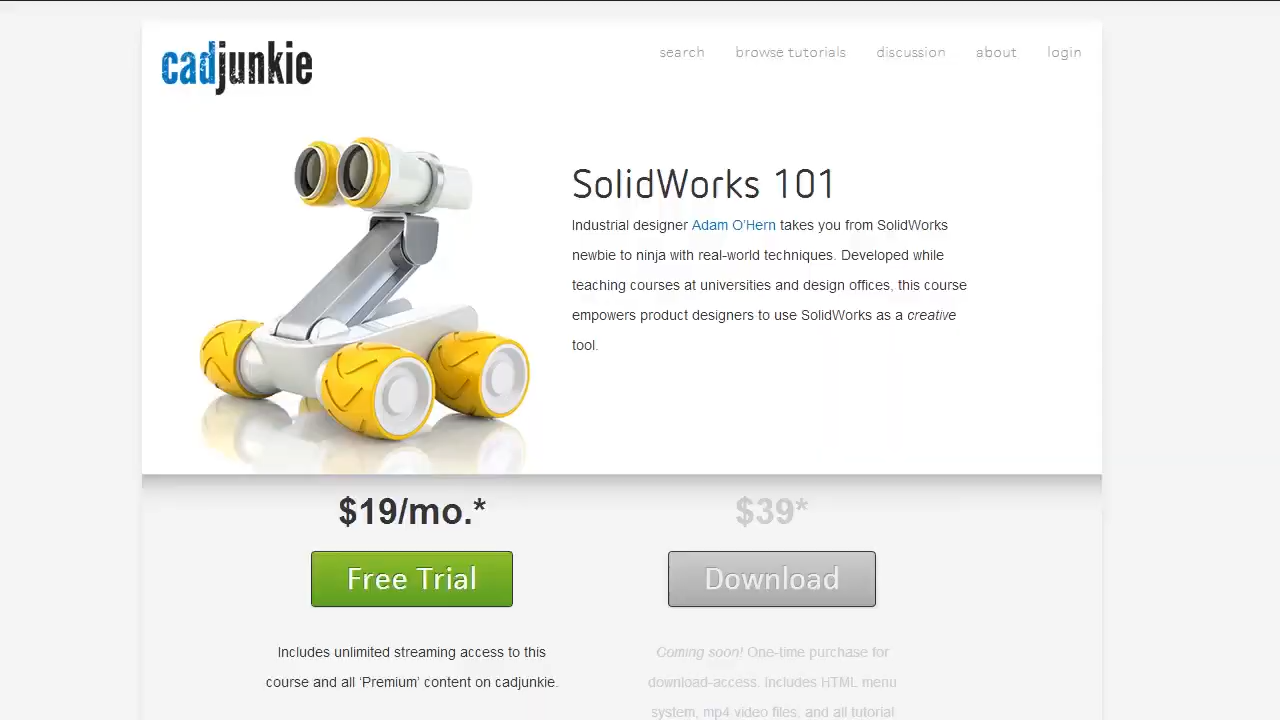 cadjunkie
search browse tutorials discussion about login
SolidWorks 101
Industrial designer Adam O'Hern takes you from SolidWorks
newbie to ninja with real-world techniques. Developed while
teaching courses at universities and design offices, this course
empowers product designers to use SolidWorks as a creative
tool.
$19/mo.*
Free Trial
Includes unlimited streaming access to this
course and all ‘Premium’ content on cadjunkie.
$39*
Download
Coming soon! One-time purchase for
download-access. Includes HTML menu
system, mp4 video files, and all tutorial